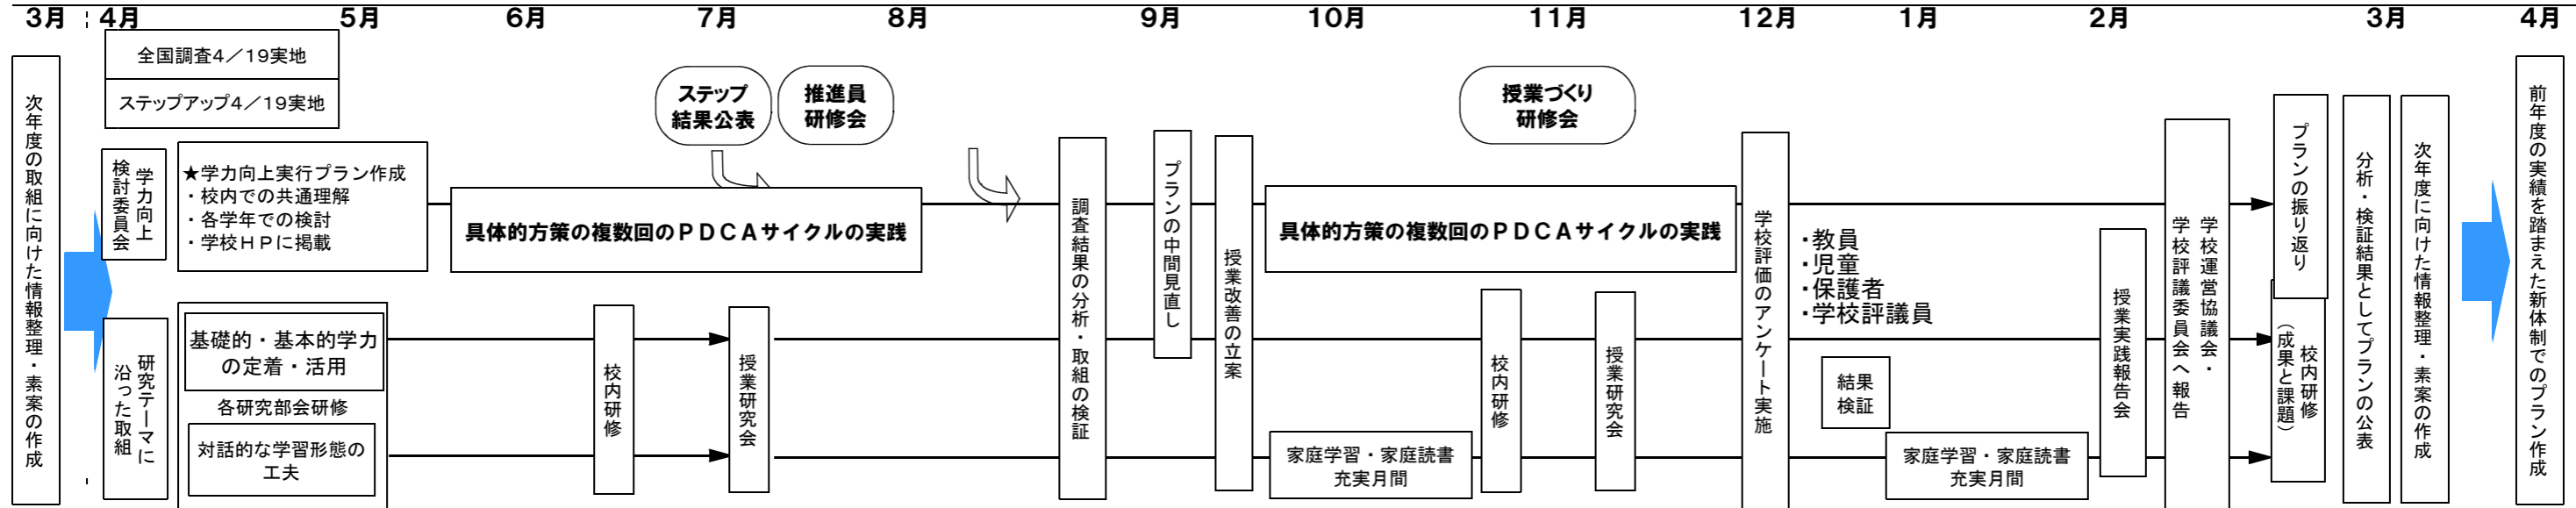 3月
4月
5月
6月
7月
8月
9月
10月
11月
12月
1月
2月
3月
4月
次年度の取組に向けた情報整理・素案の作成
全国調査4／19実地
ステップアップ4／19実地
学力向上
検討委員会
★学力向上実行プラン作成
・校内での共通理解
・各学年での検討
・学校ＨＰに掲載
研究テーマに
沿った取組
基礎的・基本的学力
の定着・活用
各研究部会研修
対話的な学習形態の
工夫
ステップ
結果公表
推進員
研修会
具体的方策の複数回のＰＤＣＡサイクルの実践
校内研修
授業研究会
調査結果の分析・取組の検証
プランの中間見直し
授業改善の立案
授業づくり
研修会
具体的方策の複数回のＰＤＣＡサイクルの実践
家庭学習・家庭読書
充実月間
校内研修
授業研究会
学校評価のアンケート実施
・教員
・児童
・保護者
・学校評議員
結果
検証
家庭学習・家庭読書
充実月間
授業実践報告会
学校運営協議会・
学校評議委員会へ報告
プランの振り返り
校内研修
（成果と課題）
分析・検証結果としてプランの公表
次年度に向けた情報整理・素案の作成
前年度の実績を踏まえた新体制でのプラン作成